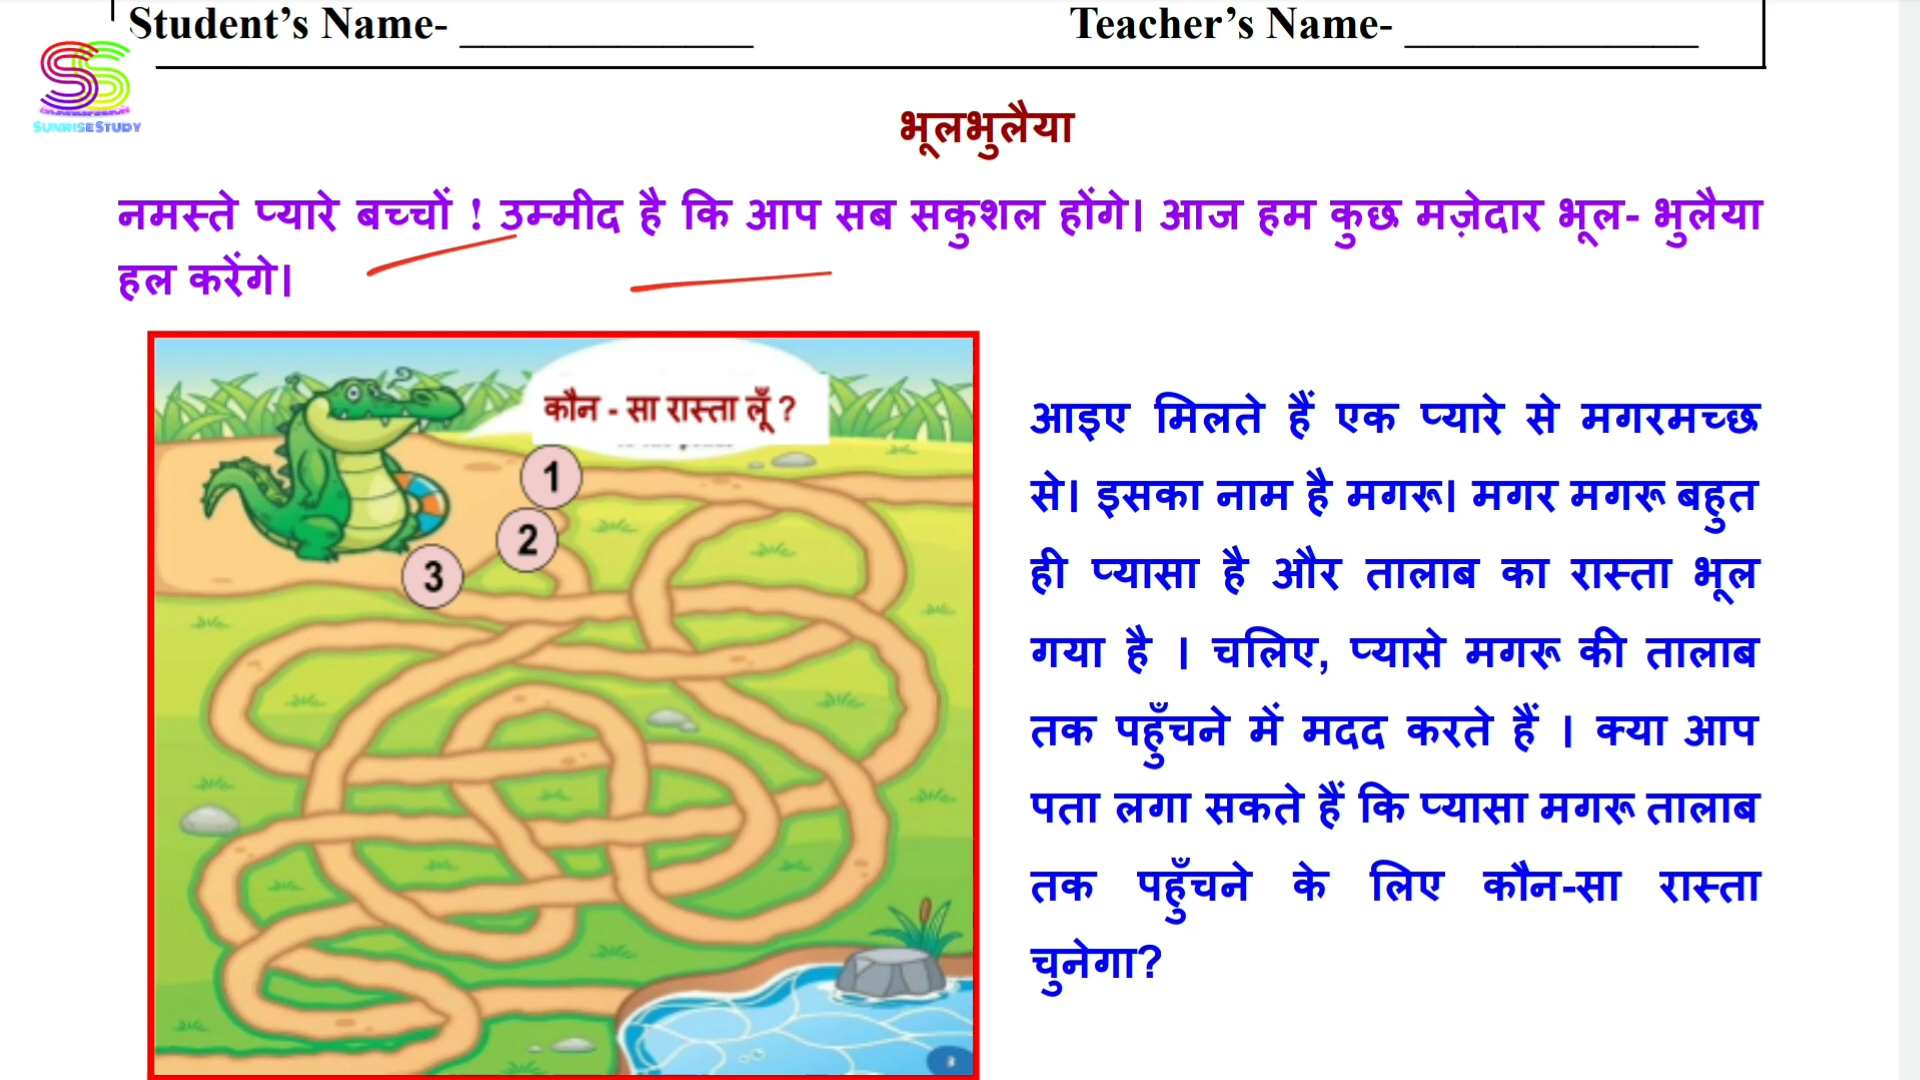 Student’s Name- _____________ Teacher’s Name- _____________
SUNRISESTUDY
भूलभुलैया
नमस्ते प्यारे बच्चों ! उम्मीद है कि आप सब सकुशल होंगे। आज हम कुछ मज़ेदार भूल- भुलैया
हल करेंगे।
कौन - सा रास्ता लूँ ?
1
2
3
आइए मिलते हैं एक प्यारे से मगरमच्छ
से। इसका नाम है मगरू। मगर मगरू बहुत
ही प्यासा है और तालाब का रास्ता भूल
गया है । चलिए, प्यासे मगरू की तालाब
तक पहुँचने में मदद करते हैं । क्या आप
पता लगा सकते हैं कि प्यासा मगरू तालाब
तक पहुँचने के लिए कौन-सा रास्ता
चुनेगा?